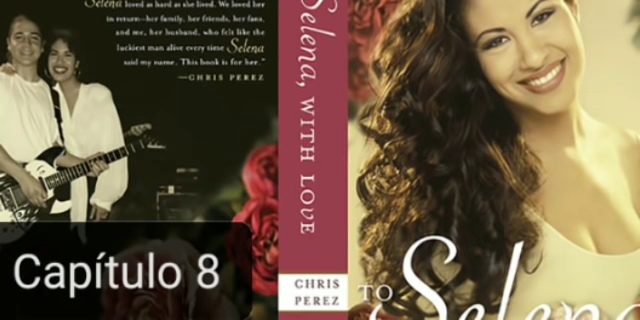 Selena loved as hard as she lived. We loved her
in return—her family, her friends, her fans,
and me, her husband, who felt like the
luckiest man alive every time Selena
said my name. This book is for her."
—CHRIS PEREZ
Capítulo 8
Selena, WITH LOVE
CHRIS
PEREZ
TO
Selena